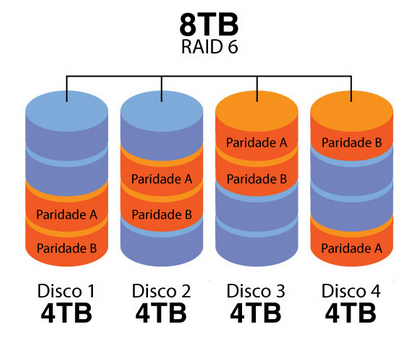 8TB
RAID 6
Paridade A
Paridade B
Paridade A
Paridade B
Paridade A
Paridade B
Paridade B
Paridade A
Disco 1
4TB
Disco 2
4TB
Disco 3
4TB
Disco 4
4TB